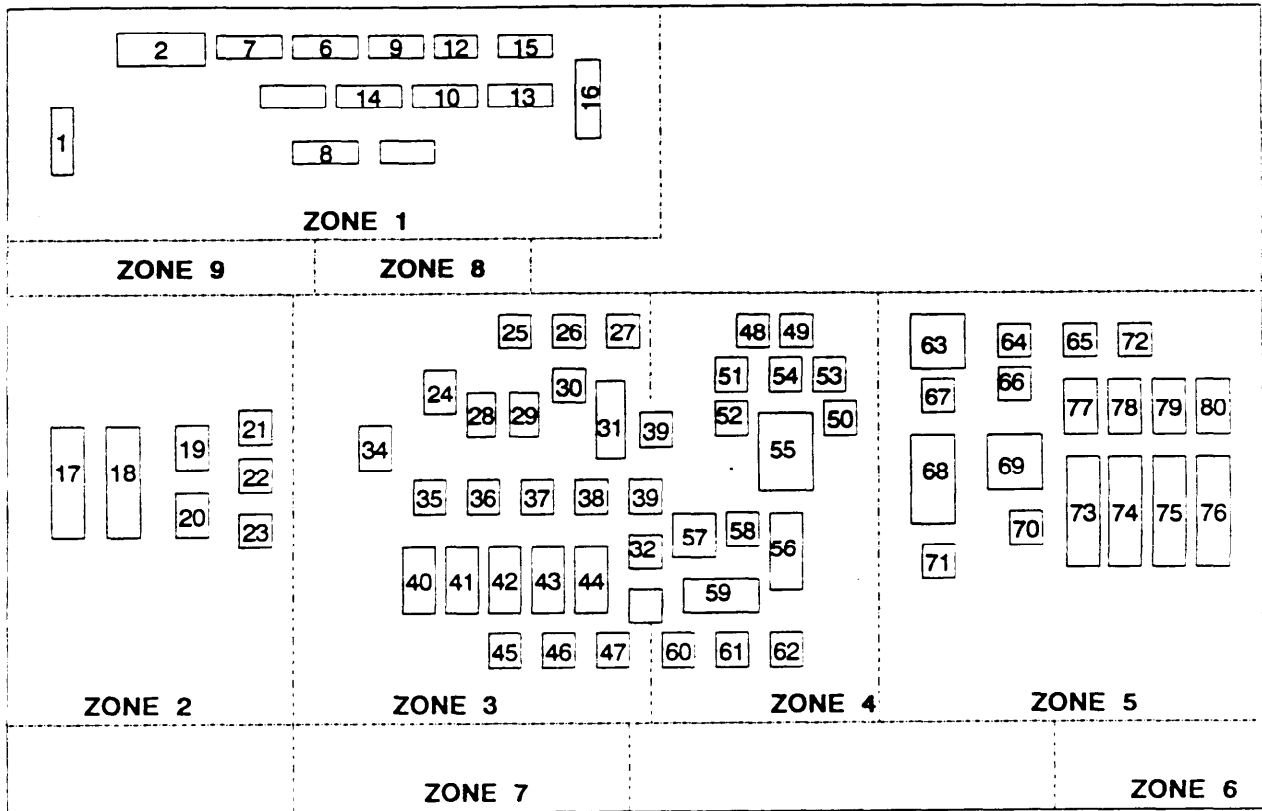 2 7 6 9 12 15
14 10 13 16
1 8
ZONE 1
ZONE 9 ZONE 8
25 26 27 48 49 63 64 65 72
24 30 51 54 53 67 66
28 29 31 39 52 55 50 77 78 79 80
17 18 19 21 34 68 69
22 35 36 37 38 39
20 23 32 57 58 56 70 73 74 75 76
40 41 42 43 44 59 71
45 46 47 60 61 62
ZONE 2 ZONE 3 ZONE 4 ZONE 5
ZONE 7 ZONE 6